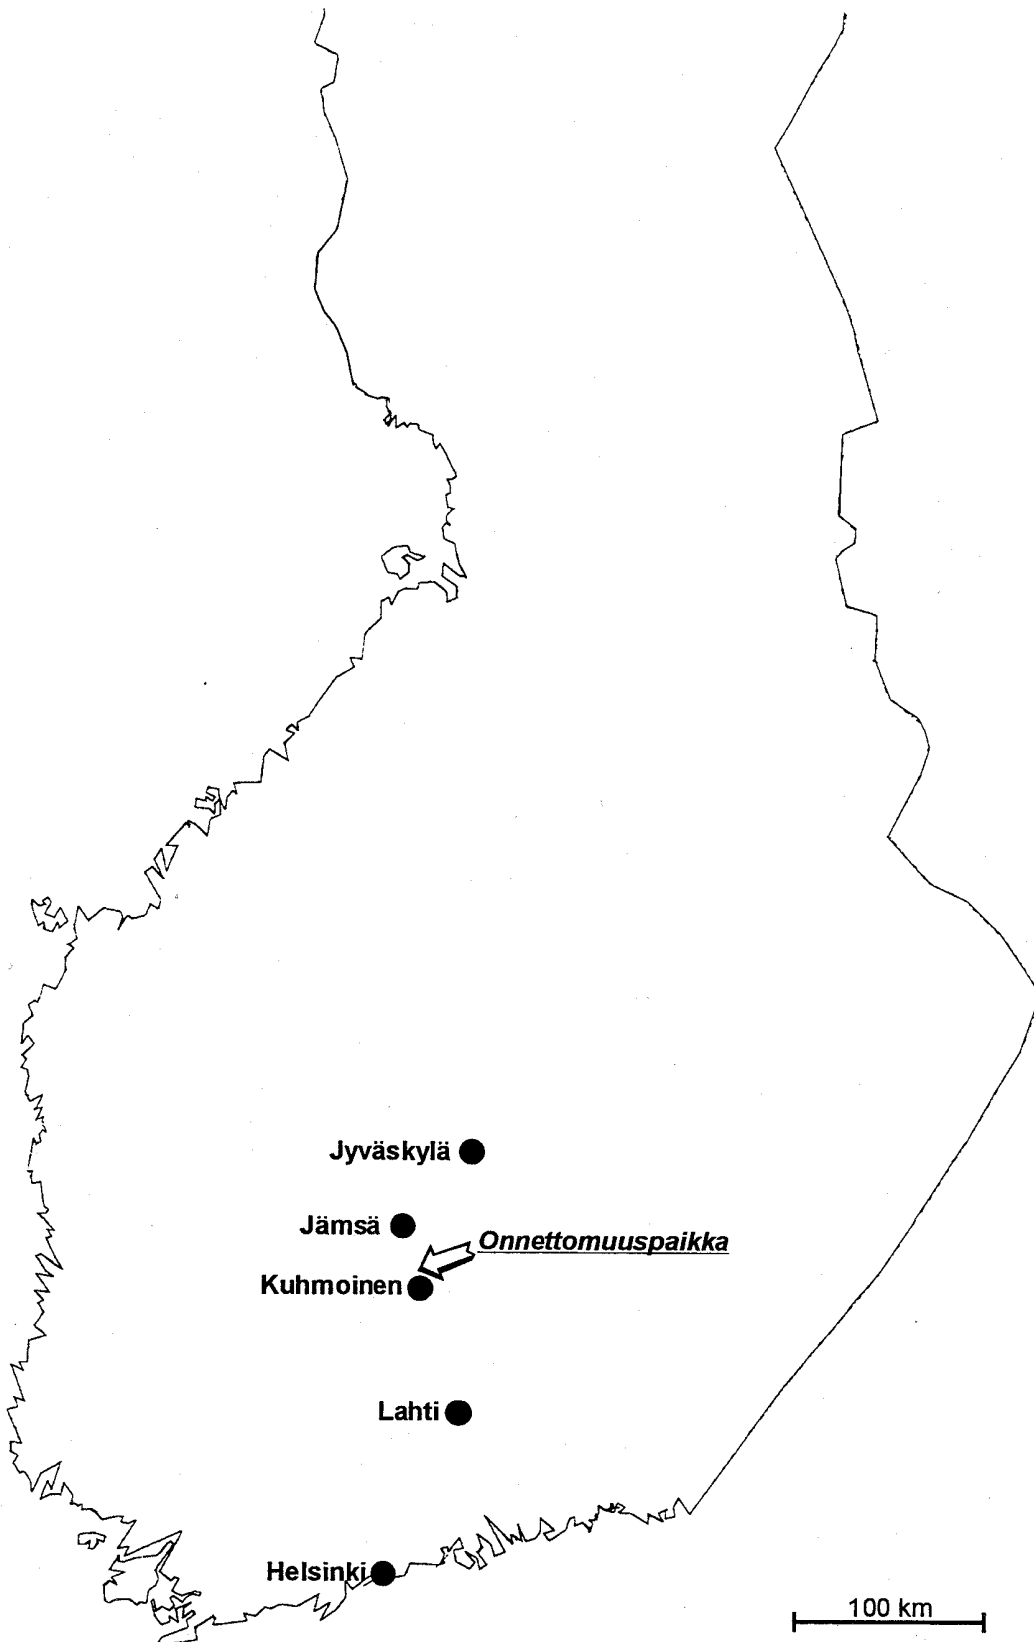 Jyväskylä
Jämsä
Onnettomuuspaikka
Kuhmoinen
Lahti
Helsinki
100 km